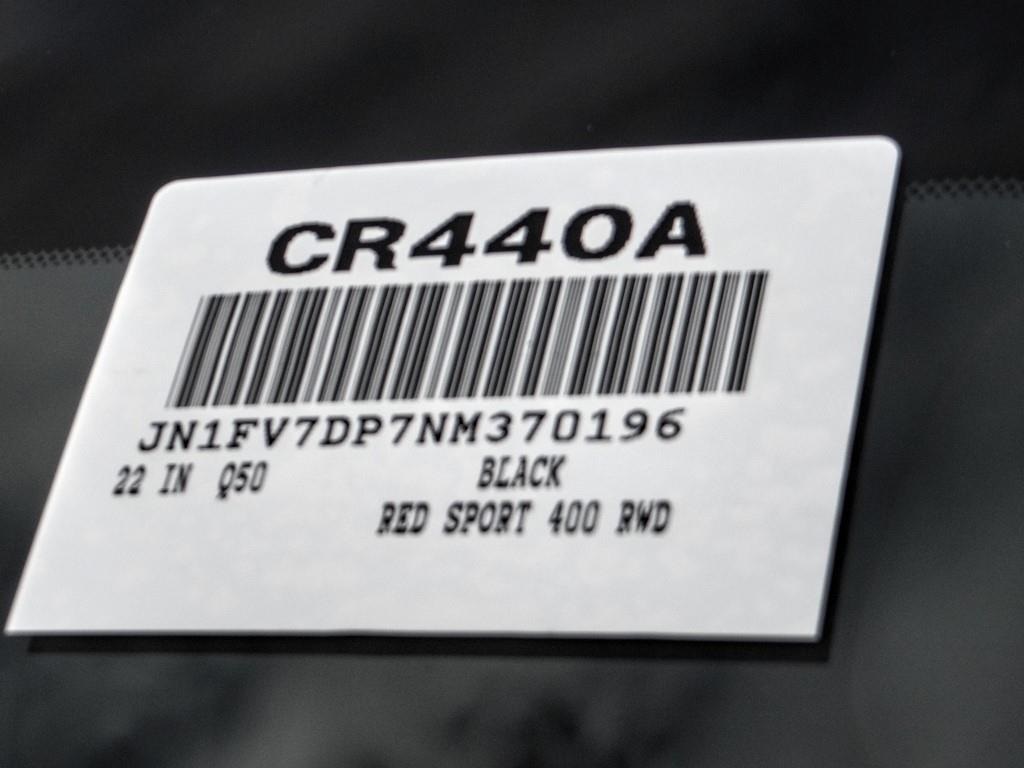 CR440A
JN1FV7DP7NM370196
22 IN Q50 BLACK
RED SPORT 400 RWD